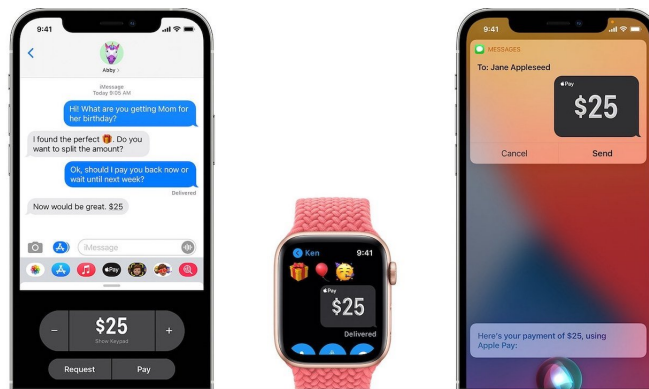 9:41
Abby >
iMessage
Today 9:05 AM
Hi! What are you getting Mom for
her birthday?
I found the perfect 🎁. Do you
want to split the amount?
Ok, should I pay you back now or
wait until next week?
Delivered
Now would be great. $25
iMessage
Pay
−
$25
+
Show Keypad
Request
Pay
Ken
9:41
Pay
$25
Delivered
9:41
MESSAGES
To: Jane Appleseed
Pay
$25
Cancel
Send
Here's your payment of $25, using
Apple Pay: